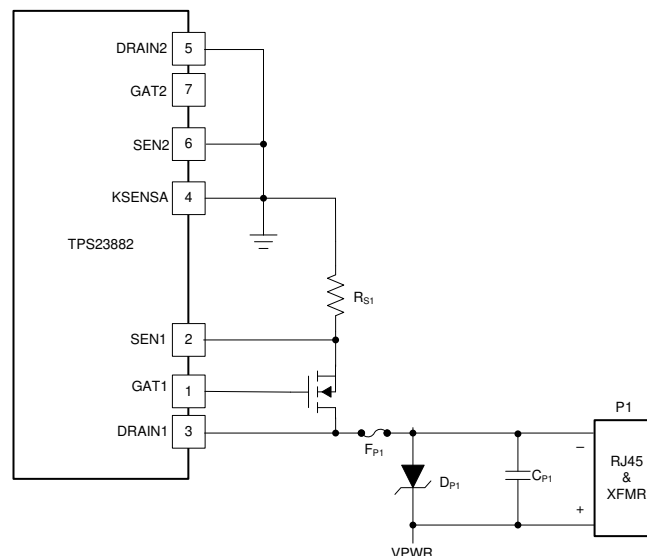 DRAIN2
5
GAT2
7
SEN2
6
KSENSA
4
TPS23882
RS1
SEN1
2
GAT1
1
DRAIN1
3
FP1
DP1
CP1
P1
–
RJ45
&
XFMR
+
VPWR